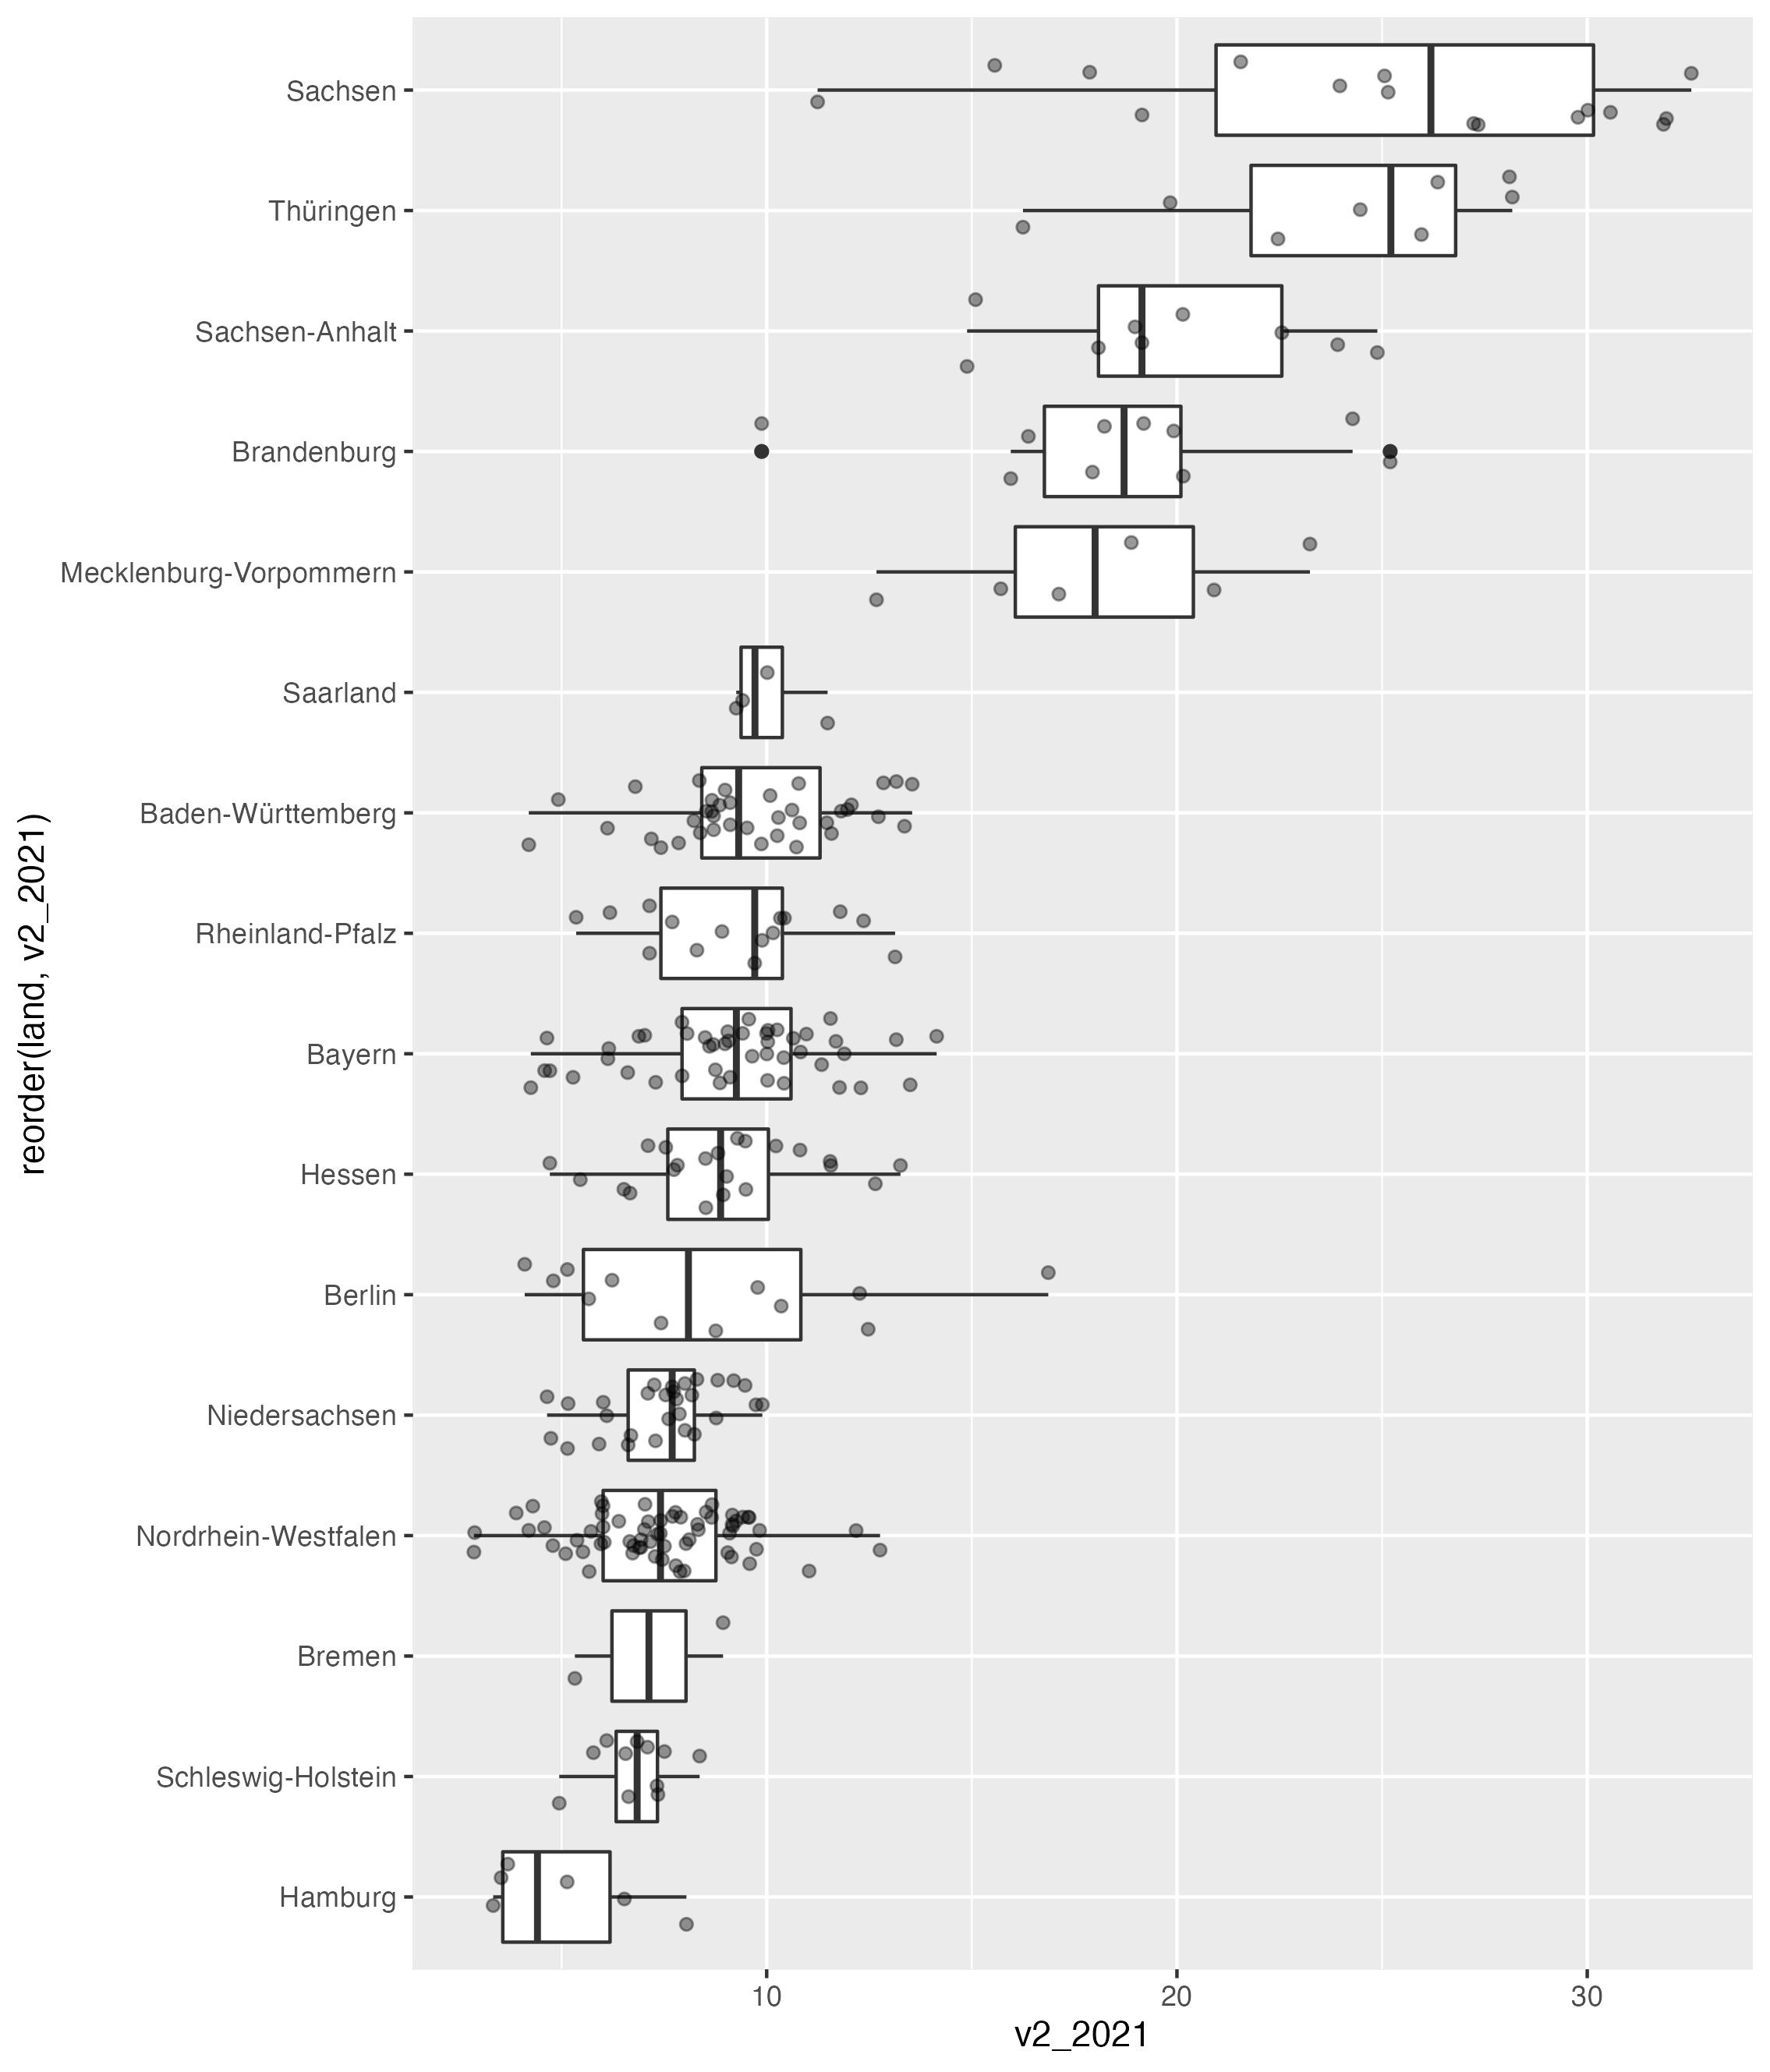 reorder(land, v2_2021)
Sachsen
Thüringen
Sachsen-Anhalt
Brandenburg
Mecklenburg-Vorpommern
Saarland
Baden-Württemberg
Rheinland-Pfalz
Bayern
Hessen
Berlin
Niedersachsen
Nordrhein-Westfalen
Bremen
Schleswig-Holstein
Hamburg
10 20 30
v2_2021